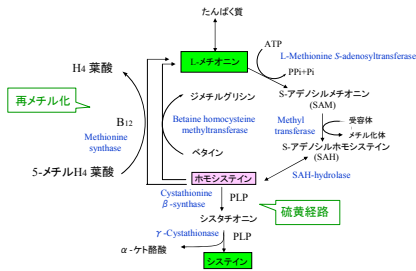 たんぱく質
ATP
L-メチオニン
L-Methionine S-adenosyltransferase
PPi+Pi
H4 葉酸
再メチル化
ジメチルグリシン
S-アデノシルメチオニン
(SAM)
B12
Betaine homocysteine
methyltransferase
Methyl
transferase
受容体
メチル化体
Methionine
synthase
S-アデノシルホモシステイン
(SAH)
ベタイン
5-メチルH4 葉酸
SAH-hydrolase
ホモシステイン
Cystathionine
β-synthase
PLP
硫黄経路
シスタチオニン
γ-Cystathionase
PLP
α-ケト酪酸
システイン